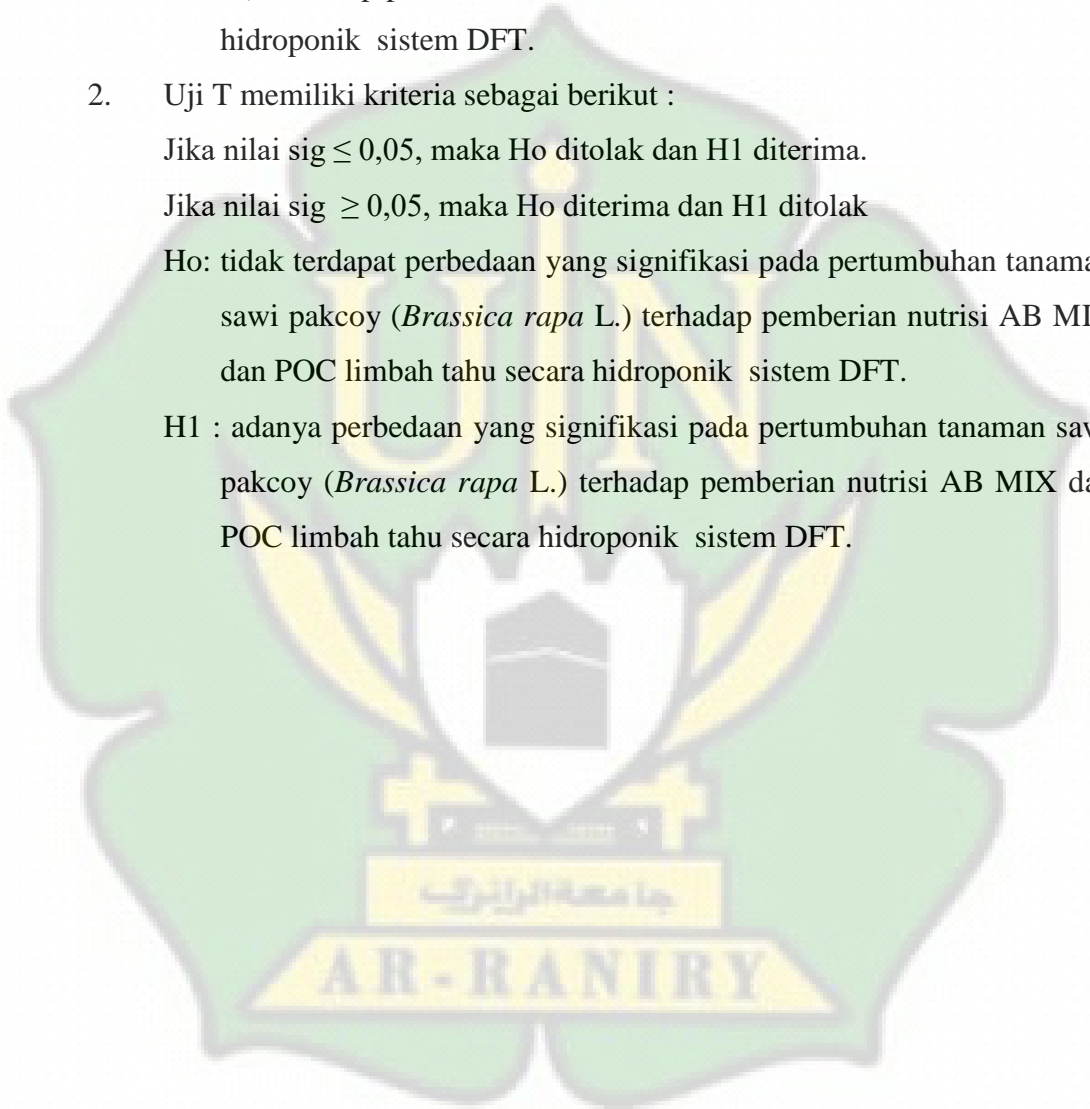 hidroponik sistem DFT.
2. Uji T memiliki kriteria sebagai berikut :
Jika nilai sig ≤ 0,05, maka Ho ditolak dan H1 diterima.
Jika nilai sig ≥ 0,05, maka Ho diterima dan H1 ditolak
Ho: tidak terdapat perbedaan yang signifikasi pada pertumbuhan
sawi pakcoy (Brassica rapa L.) terhadap pemberian nutrisi AB
dan POC limbah tahu secara hidroponik sistem DFT.
H1 : adanya perbedaan yang signifikasi pada pertumbuhan tanaman
pakcoy (Brassica rapa L.) terhadap pemberian nutrisi AB MIX
POC limbah tahu secara hidroponik sistem DFT.
UIN
جامعة الرانري
AR-RANIRY